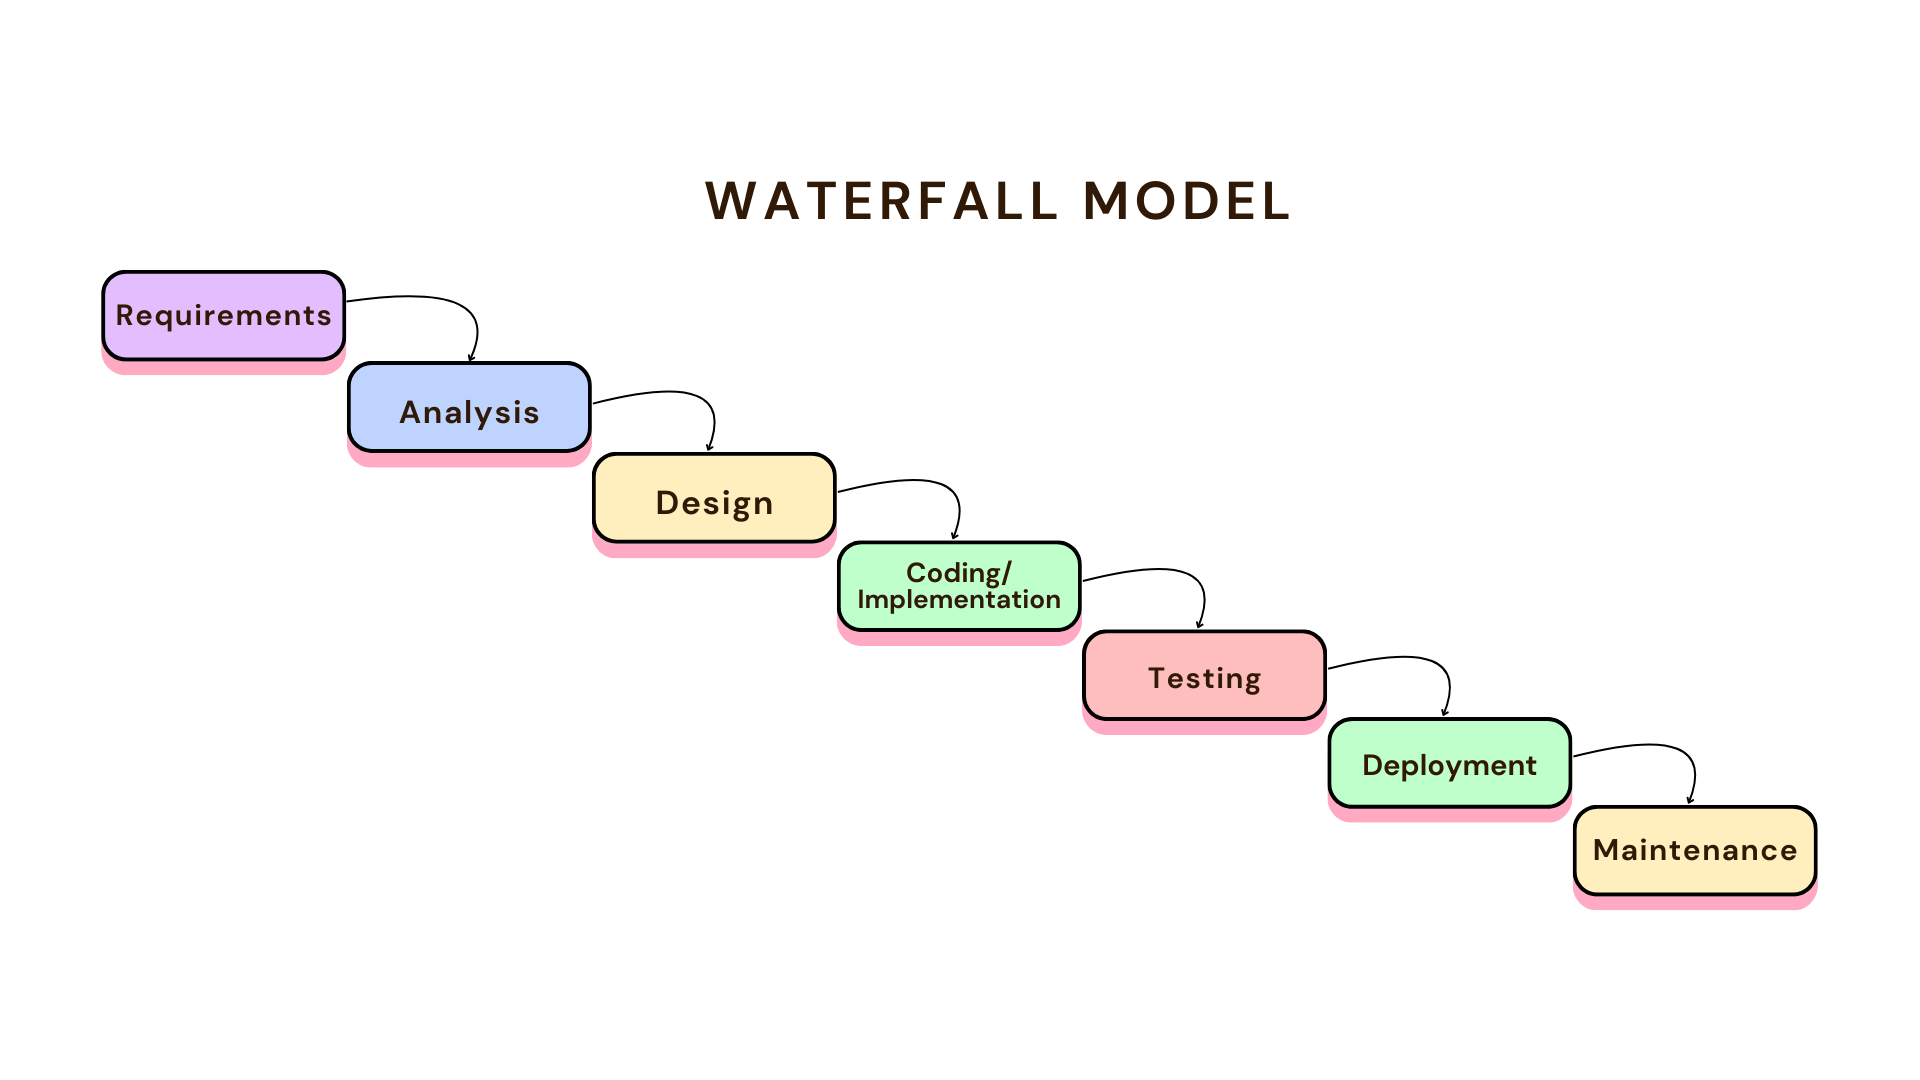 WATERFALL MODEL
Requirements
Analysis
Design
Coding/
Implementation
Testing
Deployment
Maintenance